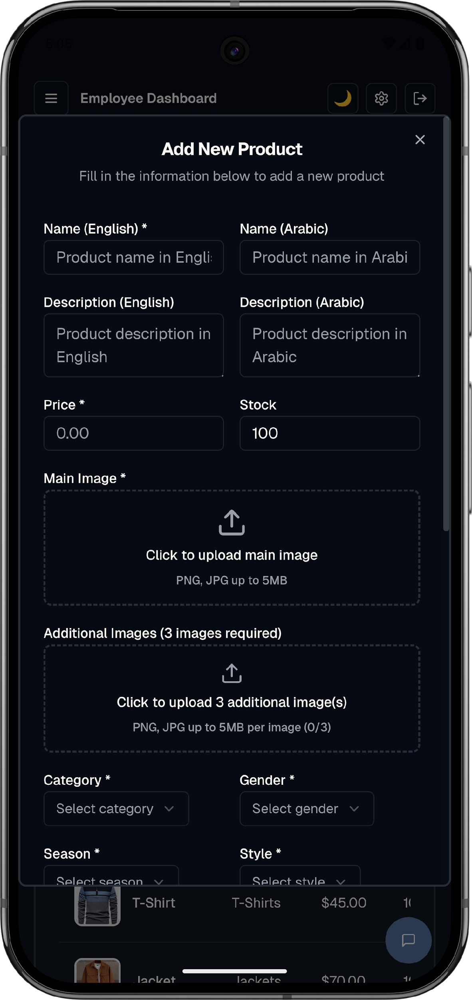 5:05
Employee Dashboard
Add New Product
Fill in the information below to add a new product
Name (English) *
Name (Arabic)
Product name in Engli
Product name in Arabi
Description (English)
Description (Arabic)
Product description in
English
Product description in
Arabic
Price *
Stock
0.00
100
Main Image *
Click to upload main image
PNG, JPG up to 5MB
Additional Images (3 images required)
Click to upload 3 additional image(s)
PNG, JPG up to 5MB per image (0/3)
Category *
Gender *
Select category
Select gender
Season *
Style *
Select season
Select style
T-Shirt T-Shirts $45.00
Jacket Jackets $70.00